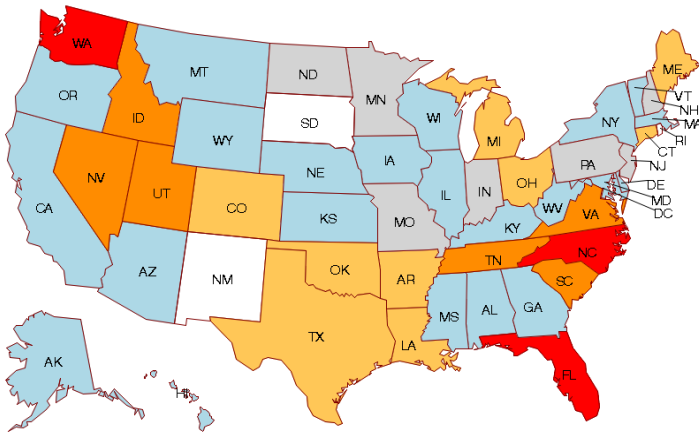 WA
MT
ND
ME
OR
MN
VT
NH
ID
SD
WI
NY
MA
WY
MI
RI
CT
IA
NE
PA
NJ
NV
OH
IL
IN
DE
UT
MD
CO
WV
DC
CA
KS
MO
VA
KY
NC
TN
OK
AZ
AR
SC
NM
MS
AL
GA
TX
LA
AK
FL
HI